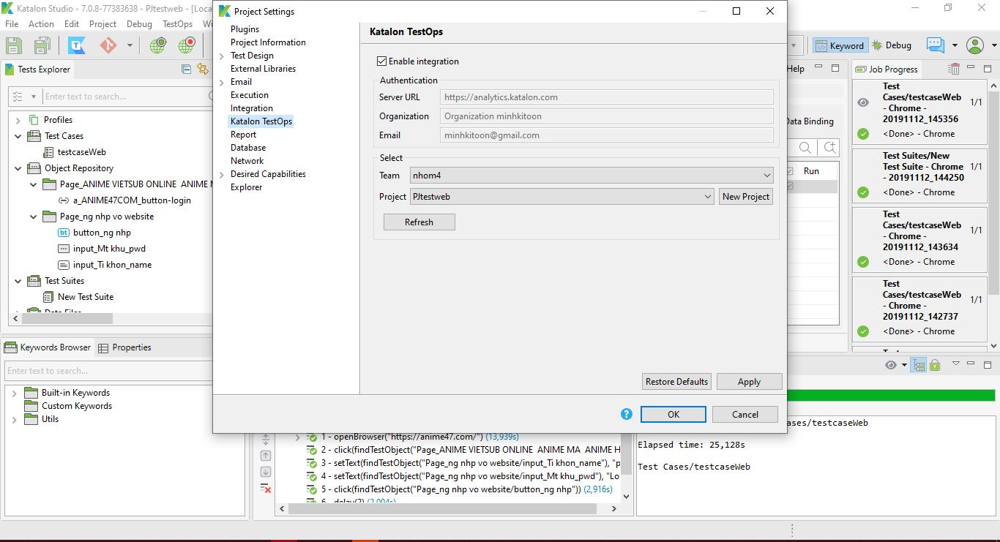 Katalon Studio - 7.0.8-77383638 - PJtestweb - [Loca
File Action Edit Project Debug TestOps Wi
Keyword
Debug
Tests Explorer
Enter text to search...
Profiles
Test Cases
testcaseWeb
Object Repository
Page_ANIME VIETSUB ONLINE ANIME M
a_ANIME47COM_button-login
Page_ng nhp vo website
bt button_ng nhp
input_Mt khu_pwd
input_Ti khon_name
Test Suites
New Test Suite
Data Files
Keywords Browser
Properties
Enter text to search...
Built-in Keywords
Custom Keywords
Utils
Project Settings
Plugins
Project Information
Test Design
External Libraries
Email
Execution
Integration
Katalon TestOps
Report
Database
Network
Desired Capabilities
Explorer
Katalon TestOps
Enable integration
Authentication
Server URL https://analytics.katalon.com
Organization Organization minhkitoon
Email minhkitoon@gmail.com
Select
Team nhom4
Project PJtestweb New Project
Refresh
Restore Defaults Apply
? OK Cancel
Help
Data Binding
Run
Job Progress
Test
Cases/testcaseWeb
- Chrome -
20191112_145356
1/1
<Done> - Chrome
Test Suites/New
Test Suite - Chrome
- 20191112_144250
1/1
<Done> - Chrome
Test
Cases/testcaseWeb
- Chrome -
20191112_143634
1/1
<Done> - Chrome
Test
Cases/testcaseWeb
- Chrome -
20191112_142737
1/1
<Done> - Chrome
1 - openBrowser("https://anime47.com/") (13,939s)
2 - click(findTestObject("Page_ANIME VIETSUB ONLINE ANIME MA ANIME H
3 - setText(findTestObject("Page_ng nhp vo website/input_Ti khon_name"), "p
4 - setText(findTestObject("Page_ng nhp vo website/input_Mt khu_pwd"), "Lo
5 - click(findTestObject("Page_ng nhp vo website/button_ng nhp")) (2,916s)
6 - delay(2) (2,094s)
ases/testcaseWeb
Elapsed time: 25,128s
Test Cases/testcaseWeb